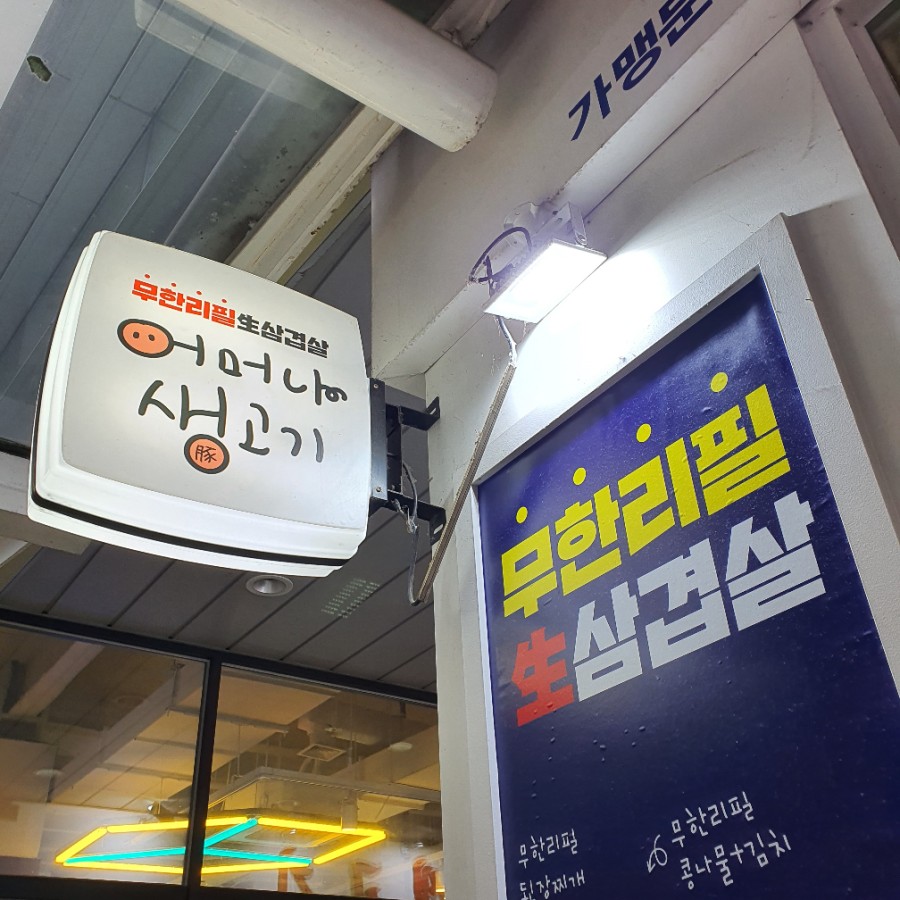 무한리필生삼겹살
어머나
생고기
豚
가맹문
무한리필
生삼겹살
무한리필
된장찌개
무한리필
콩나물+김치